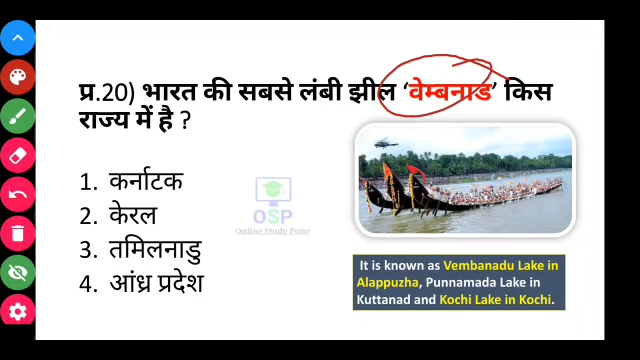 प्र.20) भारत की सबसे लंबी झील ‘वेम्बनाड’ किस
राज्य में है ?
1. कर्नाटक
2. केरल
3. तमिलनाडु
4. आंध्र प्रदेश
OSP
Online Study Point
It is known as Vembanadu Lake in
Alappuzha, Punnamada Lake in
Kuttanad and Kochi Lake in Kochi.